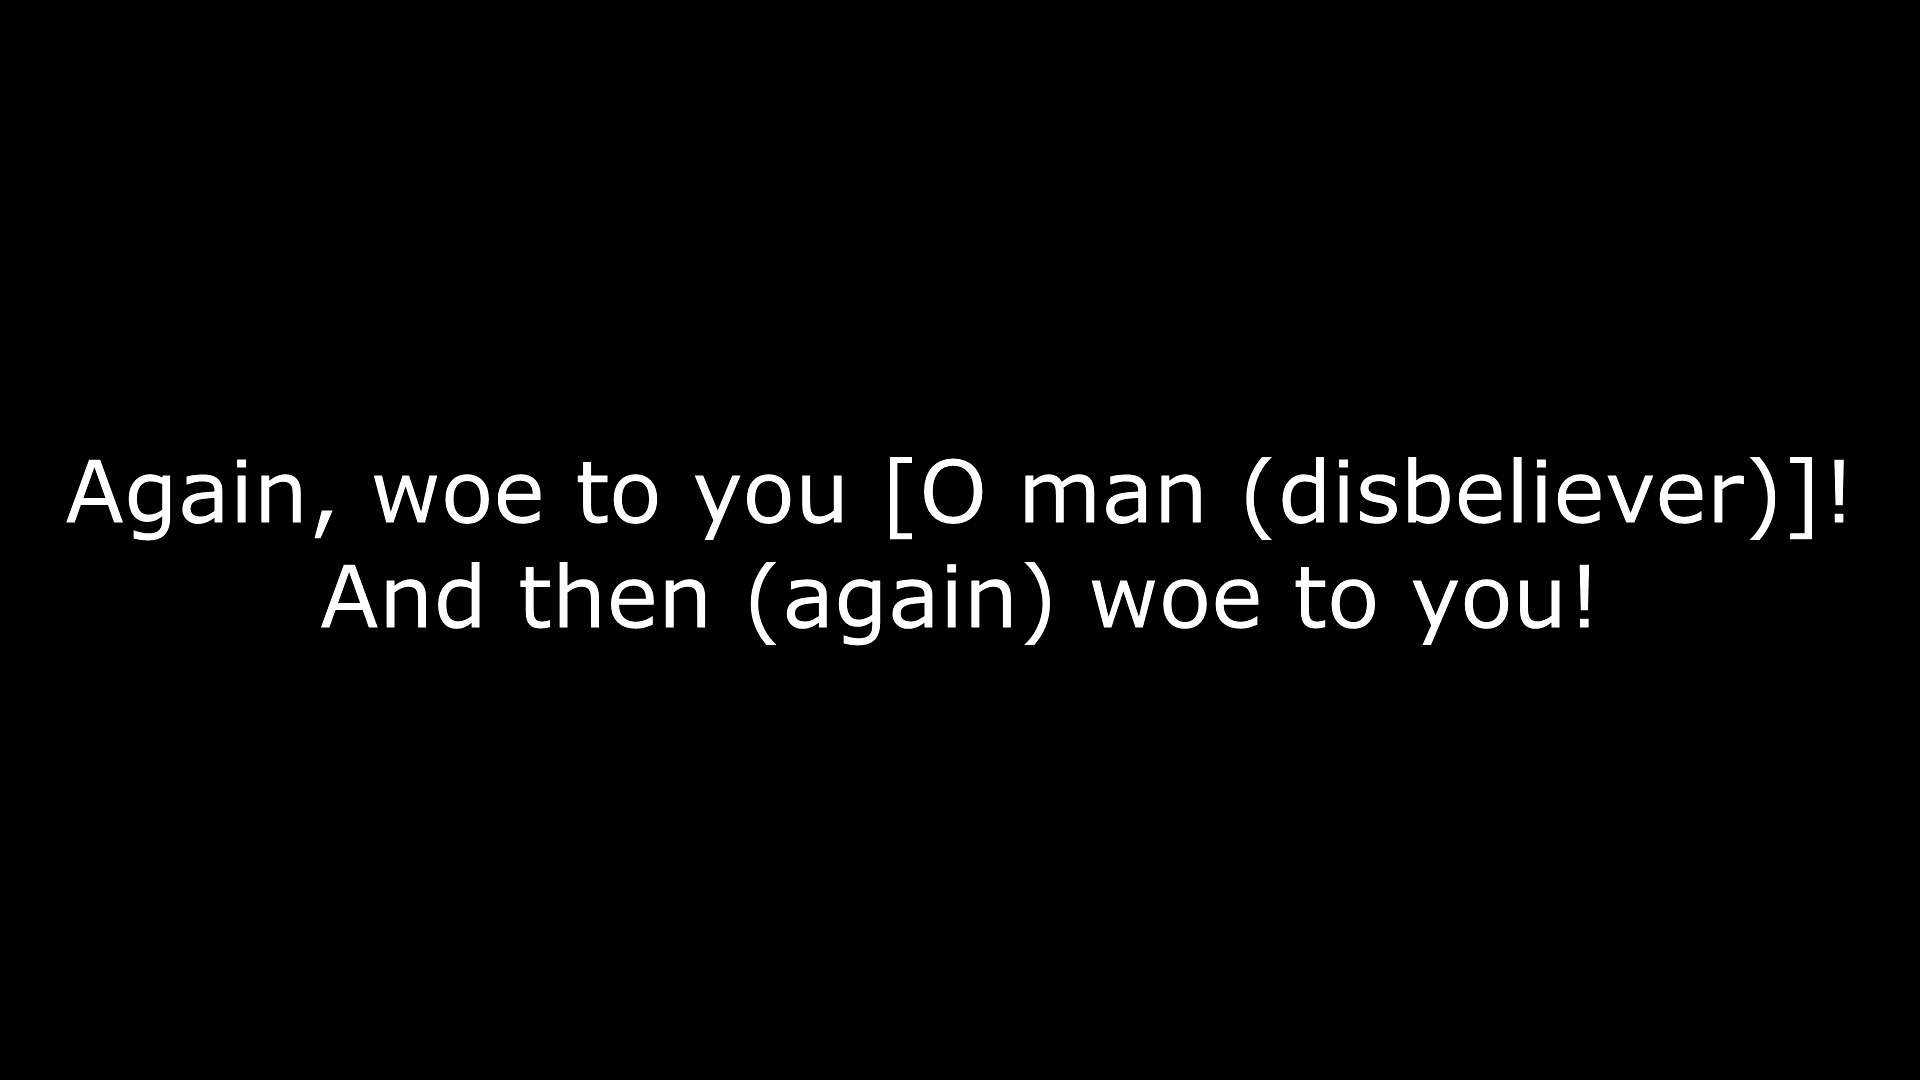 Again, woe to you [O man (disbeliever)]!
And then (again) woe to you!